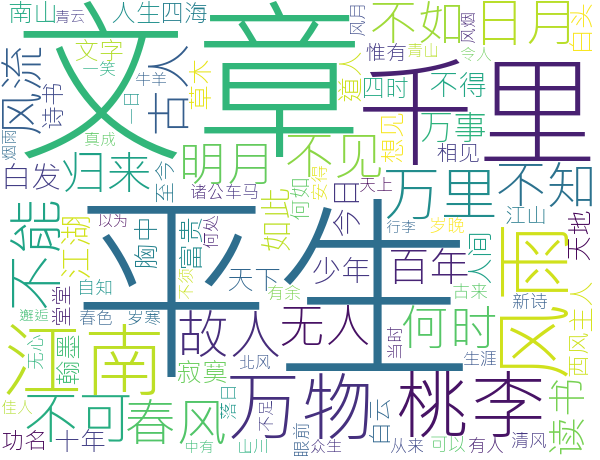 南山
青云
人生四海
文章
不如
日月
白头
风月
风烟
惟有
青山
令人
文字
一笑
牛羊
风流
诗书
一日
古人
草木
千里
道人
四时
不得
万事
想见
相见
烟雨
真成
白发
归来
至今
明月
不见
诸公
车马
何如
安得
天上
万里
不知
不能
江湖
以为
胸中
富贵
何处
如此
今日
行李
岁晚
江山
天地
平生
风雨
堂堂
自知
天下
少年
百年
人间
古来
新诗
主人
西风
邂逅
春色
岁寒
不须
有余
江南
无心
翰墨
故人
无人
当时
何时
生涯
佳人
寂寞
北风
万物
桃李
读书
不可
春风
落日
不足
白云
功名
十年
中有
山川
眼前
众生
从来
可以
有人
清风